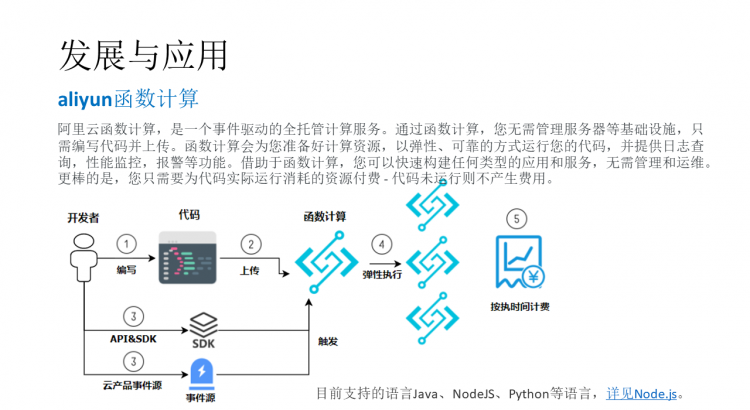 发展与应用
aliyun函数计算
阿里云函数计算，是一个事件驱动的全托管计算服务。通过函数计算，您无需管理服务器等基础设施，只
需编写代码并上传。函数计算会为您准备好计算资源，以弹性、可靠的方式运行您的代码，并提供日志查
询，性能监控，报警等功能。借助于函数计算，您可以快速构建任何类型的应用和服务，无需管理和运维。
更棒的是，您只需要为代码实际运行消耗的资源付费 - 代码未运行则不产生费用。
开发者
代码
函数计算
1
编写
2
上传
4
弹性执行
5
按执时间计费
3
API&SDK
SDK
触发
3
云产品事件源
事件源
目前支持的语言Java、NodeJS、Python等语言，详见Node.js。